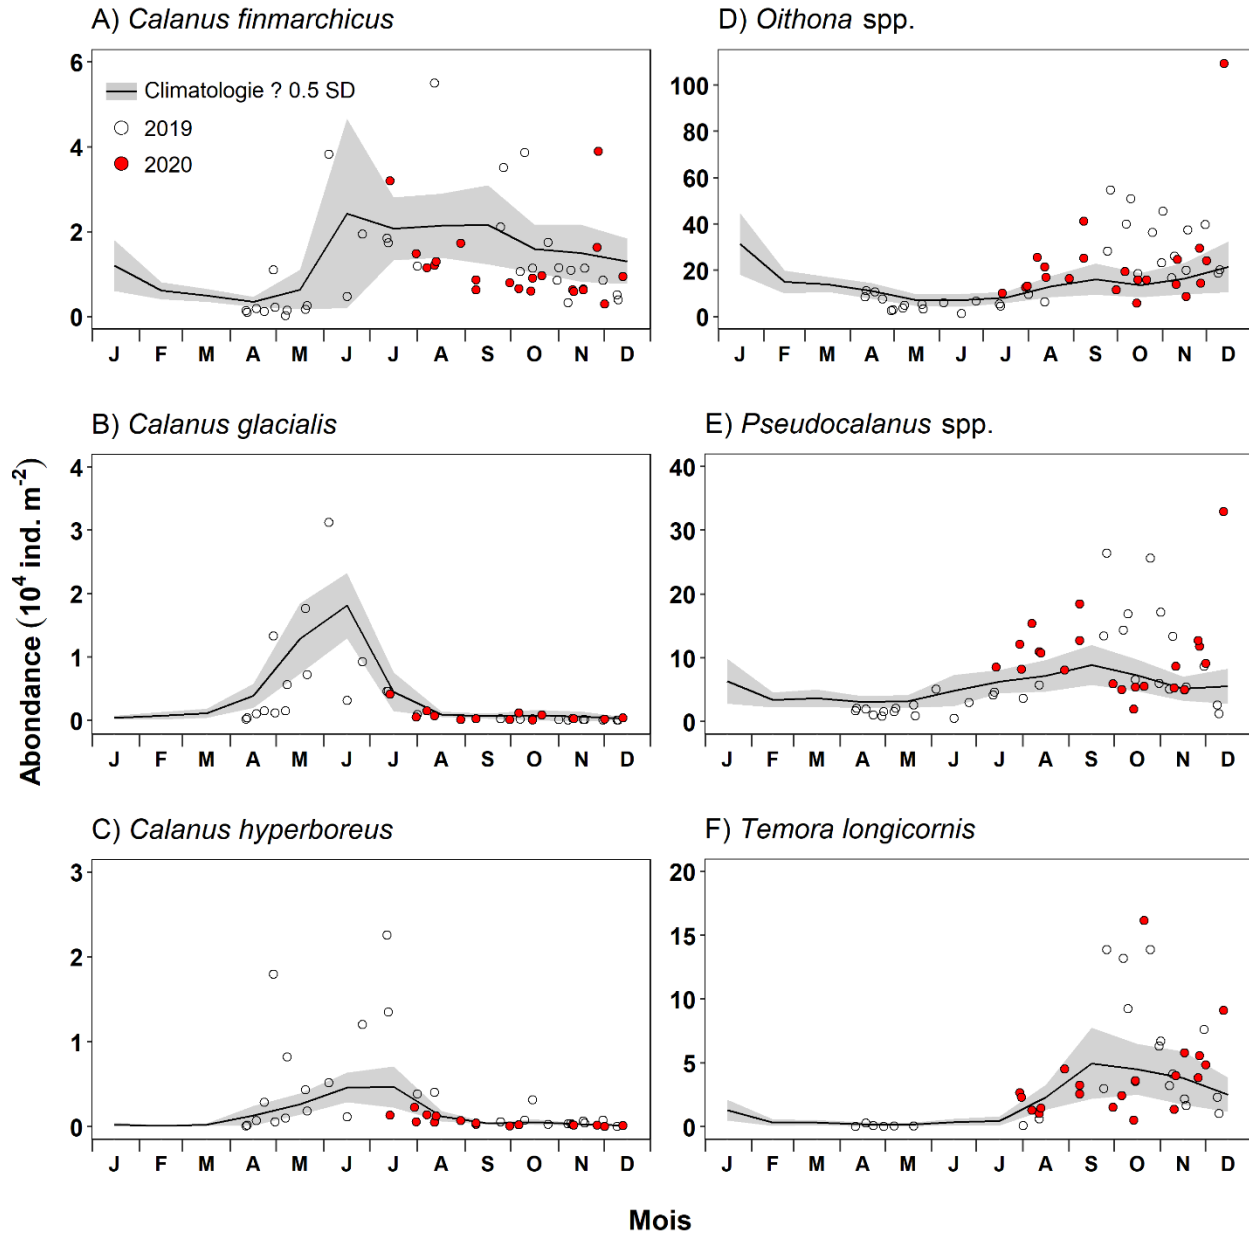 A) Calanus finmarchicus
6
4
2
0
Climatologie ? 0.5 SD
2019
2020
J F M A M J J A S O N D
D) Oithona spp.
100
80
60
40
20
0
J F M A M J J A S O N D
B) Calanus glacialis
4
3
2
1
0
J F M A M J J A S O N D
E) Pseudocalanus spp.
40
30
20
10
0
J F M A M J J A S O N D
C) Calanus hyperboreus
3
2
1
0
J F M A M J J A S O N D
F) Temora longicornis
20
15
10
5
0
J F M A M J J A S O N D
Abondance (10⁴ ind. m⁻²)
Mois